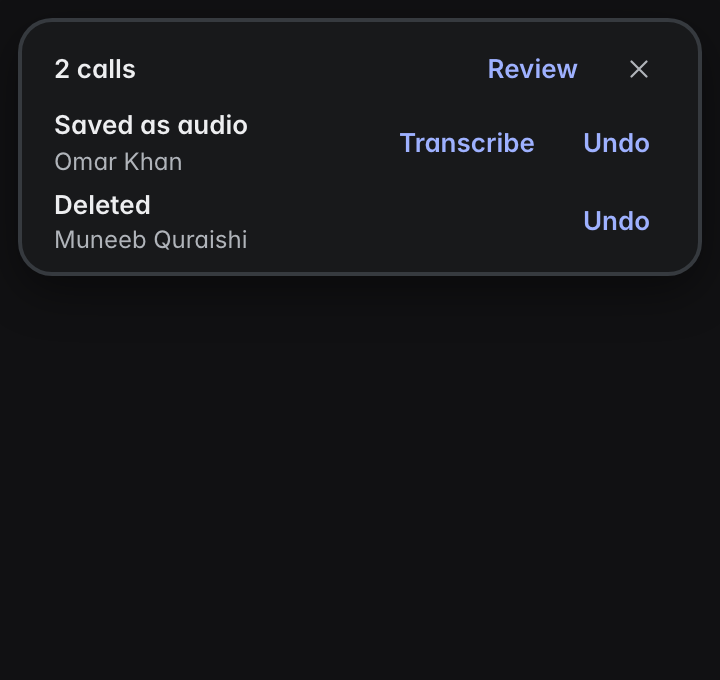 2 calls Review
Saved as audio
Omar Khan
Transcribe Undo
Deleted
Muneeb Quraishi
Undo